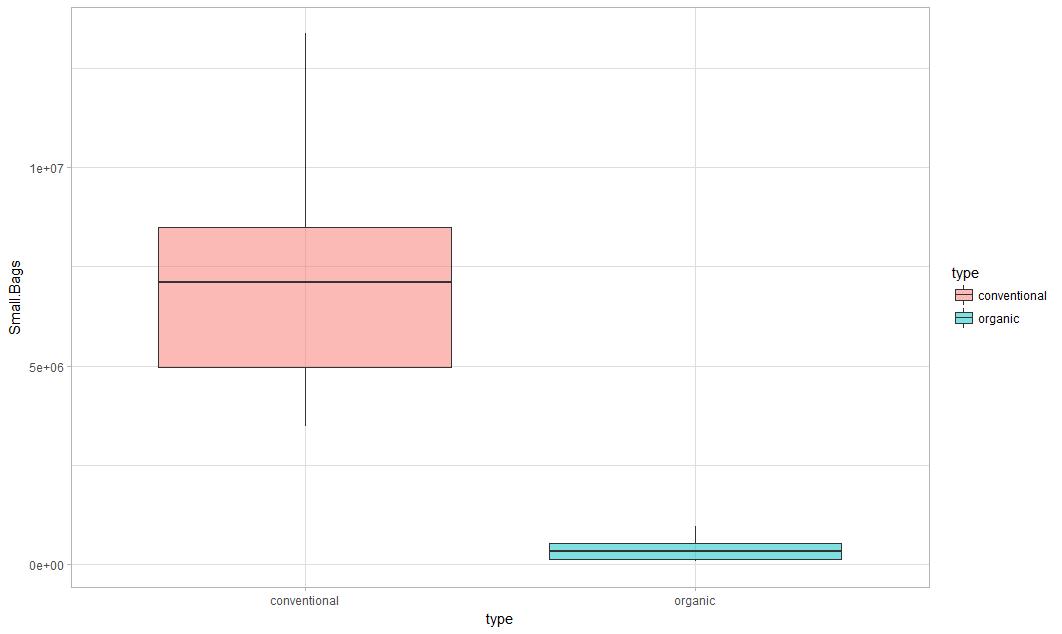 Small.Bags
1e+07
5e+06
0e+00
conventional
organic
type
type
conventional
organic